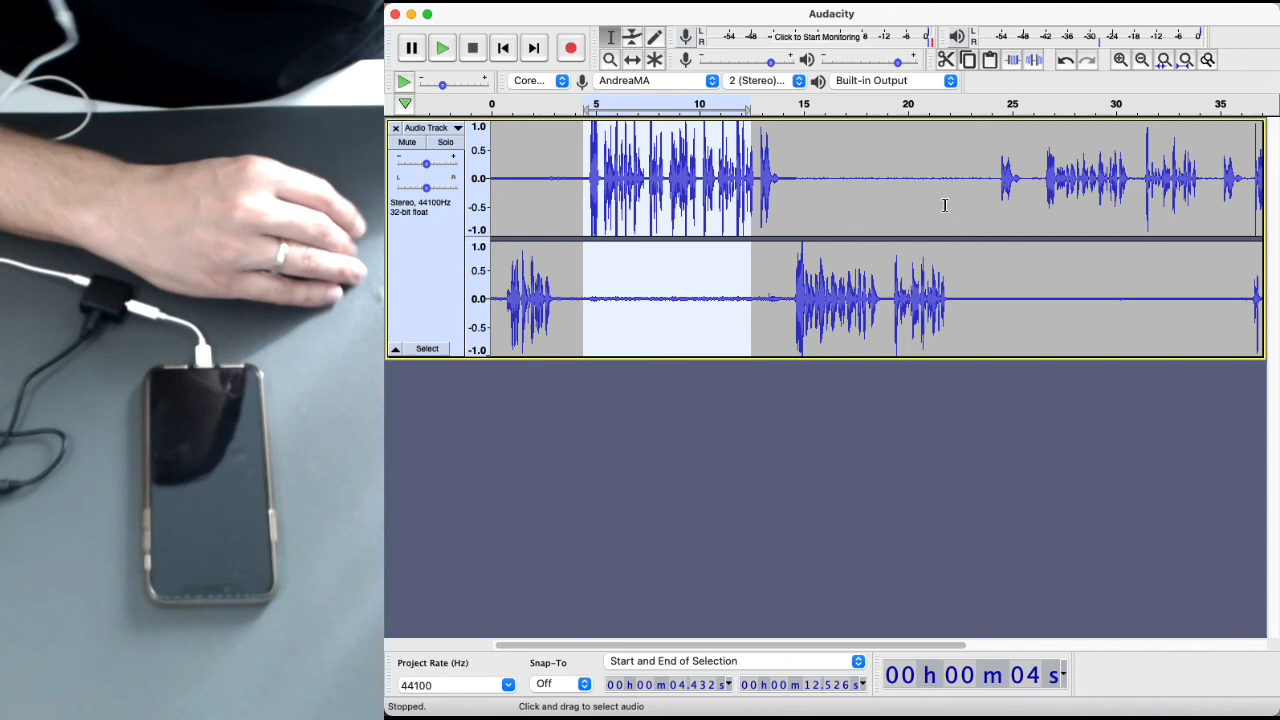 Audacity
L
R
-54 -48 -42 Click to Start Monitoring 8 -12 -6 0
L
R
-54 -48 -42 -36 -30 -24 -18 -12 -6 0
Core... AndreaMA 2 (Stereo)... Built-in Output
0 5 10 15 20 25 30 35
Audio Track
Mute Solo
- +
L R
Stereo, 44100Hz
32-bit float
Select
1.0
0.5
0.0
-0.5
-1.0
1.0
0.5
0.0
-0.5
-1.0
Project Rate (Hz) Snap-To Start and End of Selection
44100 Off 00 h 00 m 04.432 s 00 h 00 m 12.526 s
00 h 00 m 04 s
Stopped. Click and drag to select audio